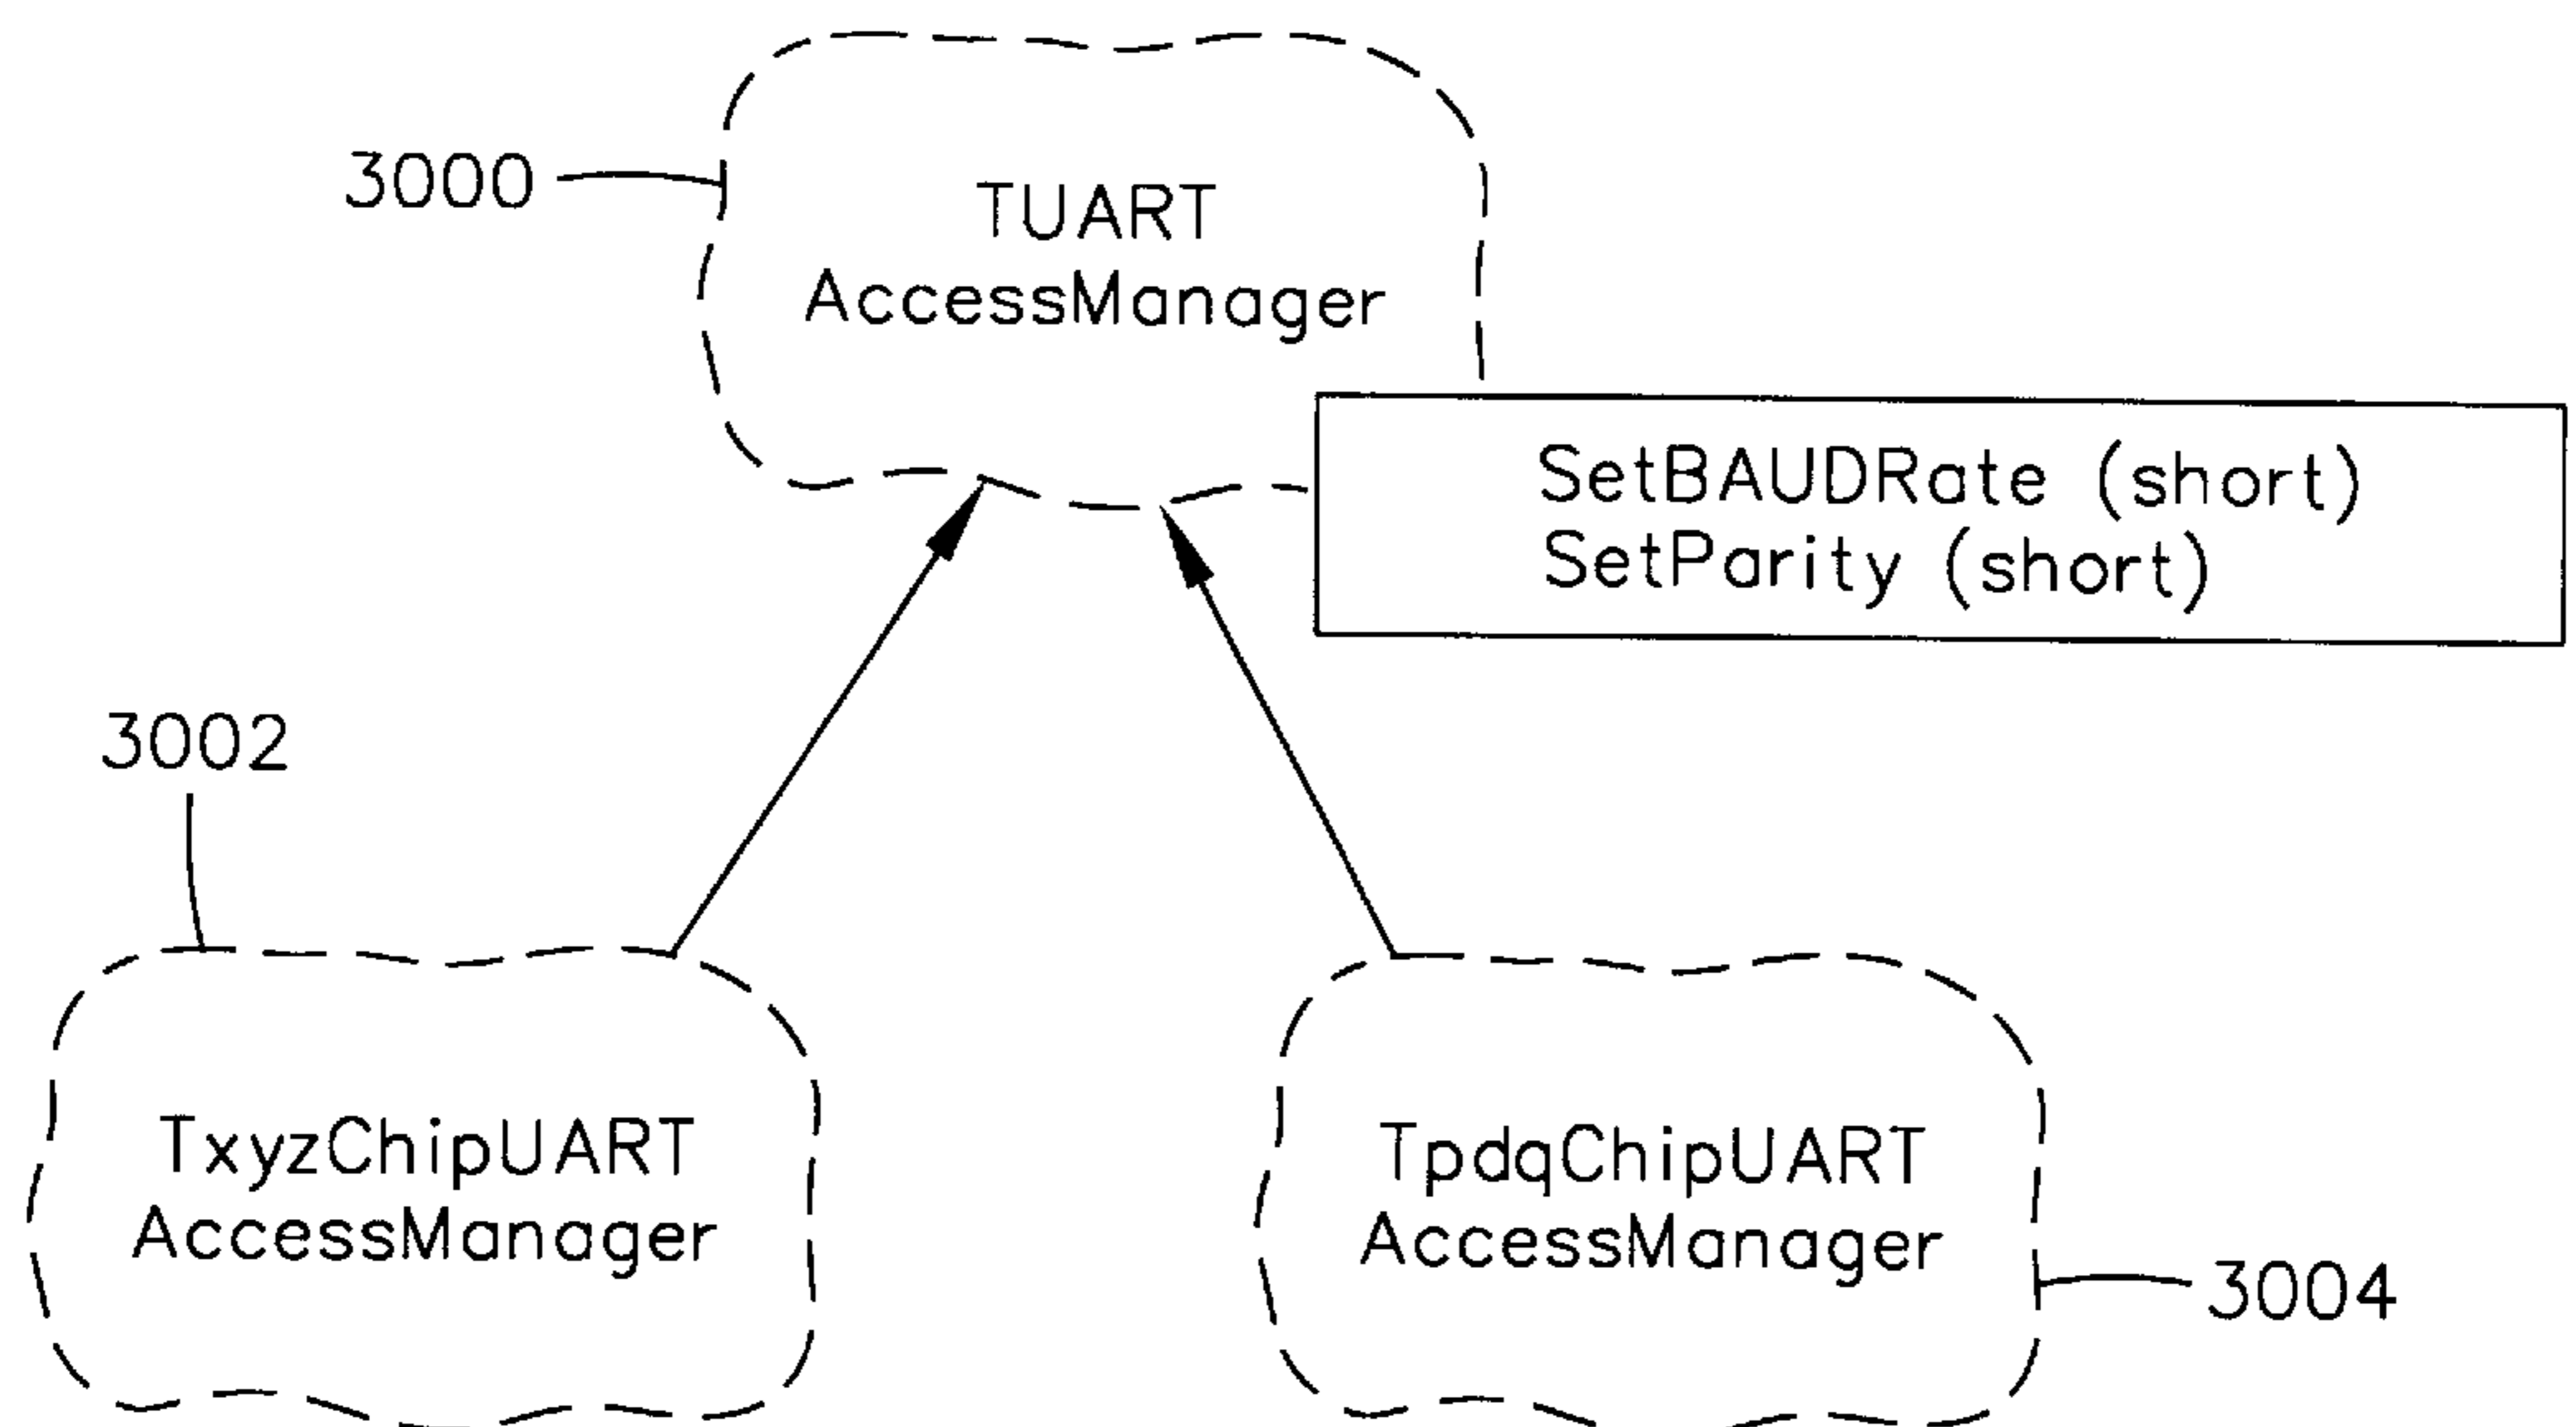 3000
TUART
AccessManager
SetBAUDRate (short)
SetParity (short)
3002
TxyzChipUART
AccessManager
TpdqChipUART
AccessManager
3004